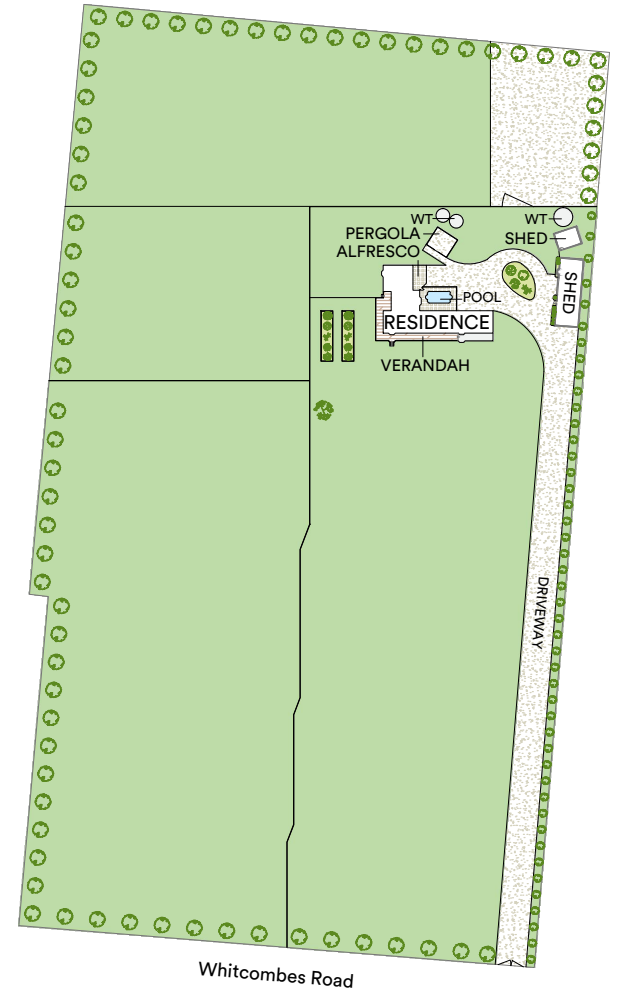 WT
WT
PERGOLA
SHED
ALFRESCO
SHED
POOL
RESIDENCE
VERANDAH
DRIVEWAY
Whitcombes Road